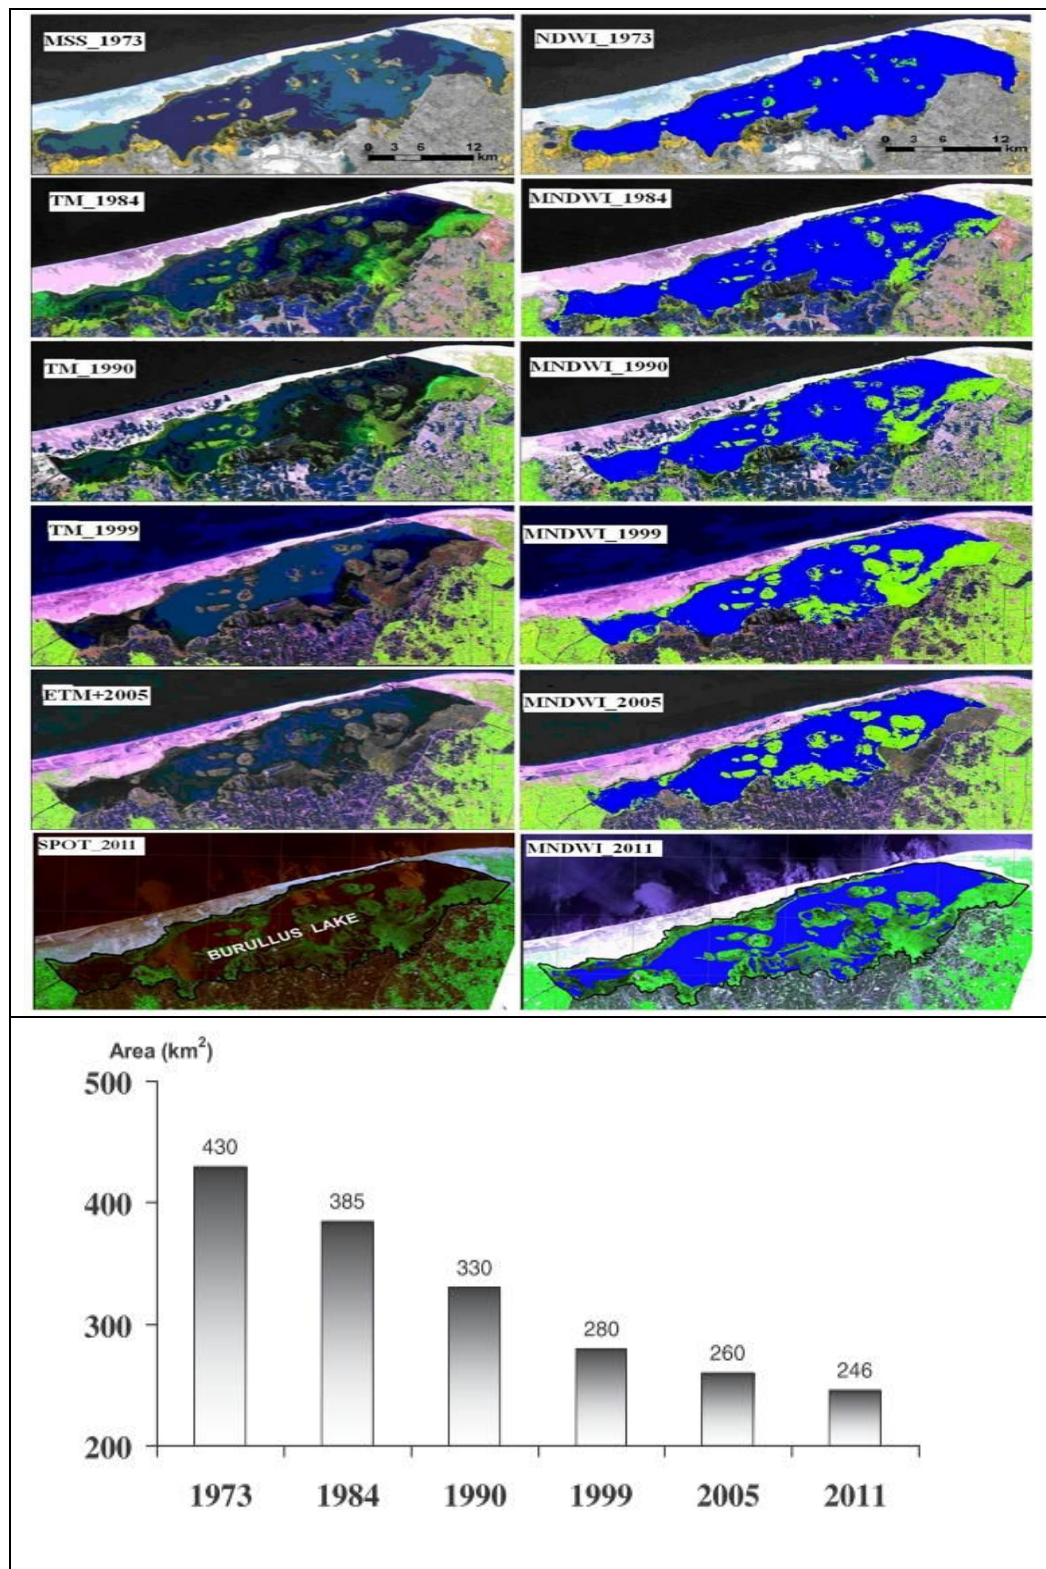 MSS_1973
NDWI_1973
0 3 6 12
km
0 3 6 12
km
TM_1984
MNDWI_1984
TM_1990
MNDWI_1990
TM_1999
MNDWI_1999
ETM+2005
MNDWI_2005
SPOT_2011
MNDWI_2011
BURULLUS LAKE
Area (km²)
500
400
300
200
430
385
330
280
260
246
1973 1984 1990 1999 2005 2011